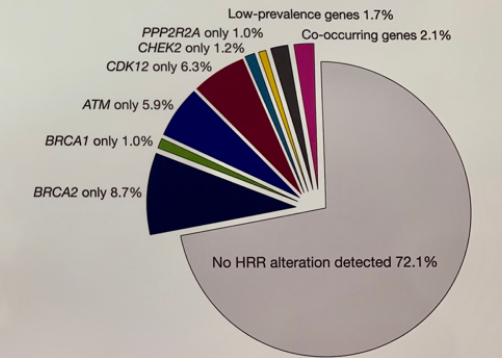 Low-prevalence genes 1.7%
PPP2R2A only 1.0%
Co-occurring genes 2.1%
CHEK2 only 1.2%
CDK12 only 6.3%
ATM only 5.9%
BRCA1 only 1.0%
BRCA2 only 8.7%
No HRR alteration detected 72.1%